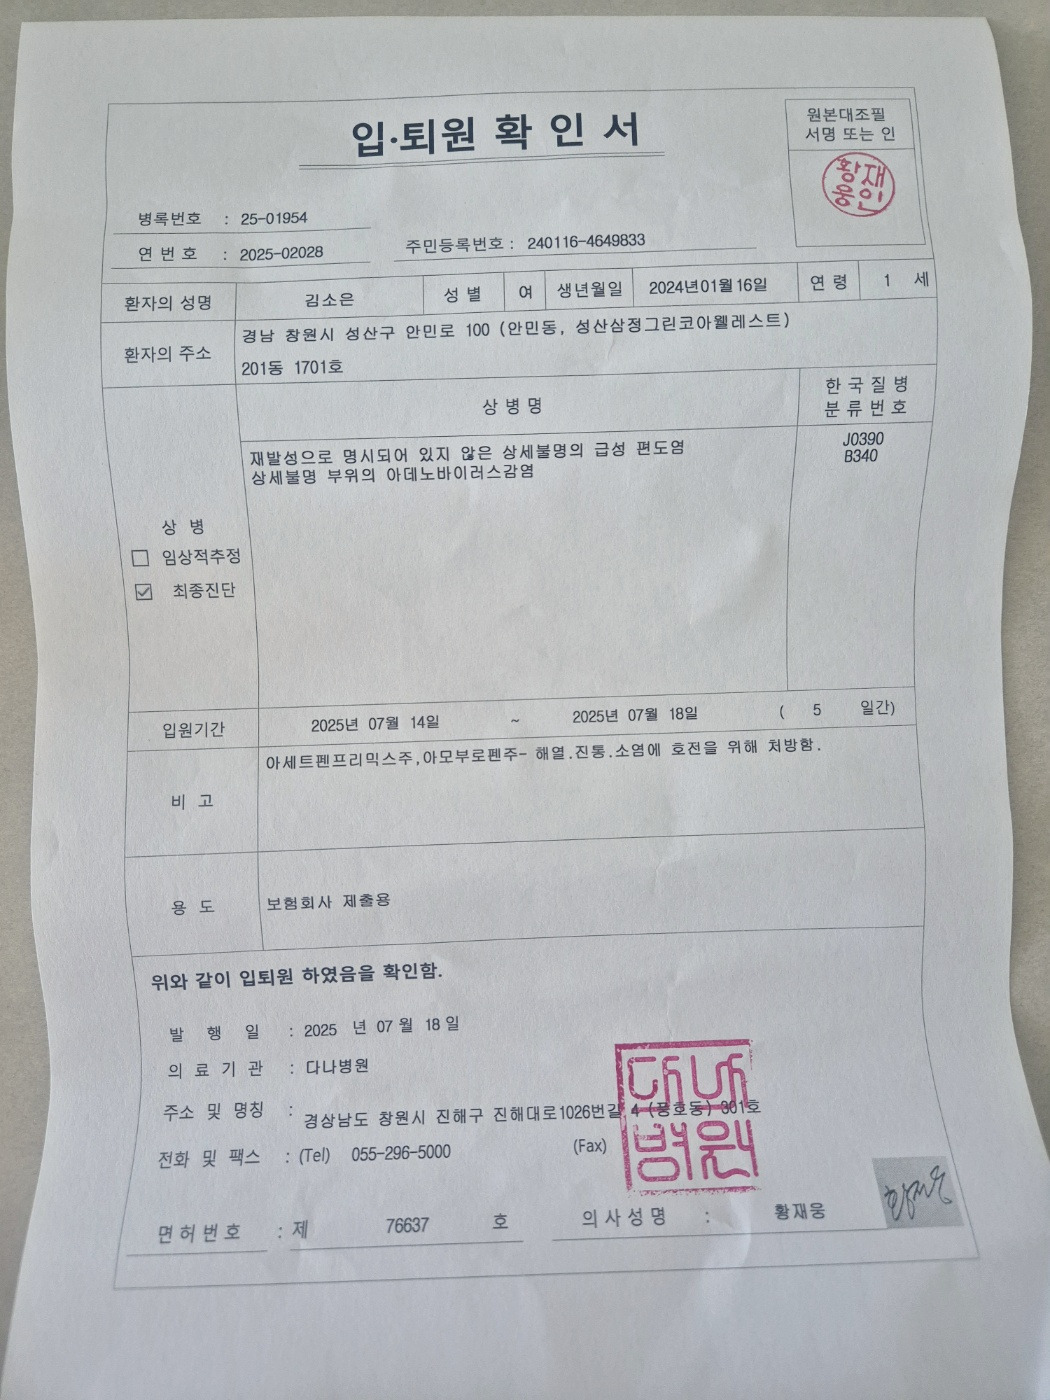 입·퇴원 확 인 서
원본대조필
서명 또는 인
황재
웅인
병록번호 : 25-01954
연 번 호 : 2025-02028
주민등록번호 : 240116-4649833
환자의 성명 김소은 성 별 여 생년월일 2024년01월16일 연 령 1 세
환자의 주소 경남 창원시 성산구 안민로 100 (안민동, 성산삼정그린코아웰레스트)
201동 1701호
상 병 명
한 국 질 병
분 류 번 호
재발성으로 명시되어 있지 않은 상세불명의 급성 편도염 J0390
상세불명 부위의 아데노바이러스감염 B340
상 병
임상적추정
최종진단
입원기간 2025년 07월 14일 ~ 2025년 07월 18일 ( 5 일간)
비 고 아세트펜프리믹스주,아모부로펜주- 해열.진통.소염에 호전을 위해 처방함.
용 도 보험회사 제출용
위와 같이 입퇴원 하였음을 확인함.
발 행 일 : 2025 년 07 월 18 일
의 료 기 관 : 다나병원
주소 및 명칭 : 경상남도 창원시 진해구 진해대로1026번길 4 (풍호동) 301호
다나
병원
전화 및 팩스 : (Tel) 055-296-5000 (Fax)
면 허 번 호 : 제 76637 호 의 사 성 명 : 황재웅